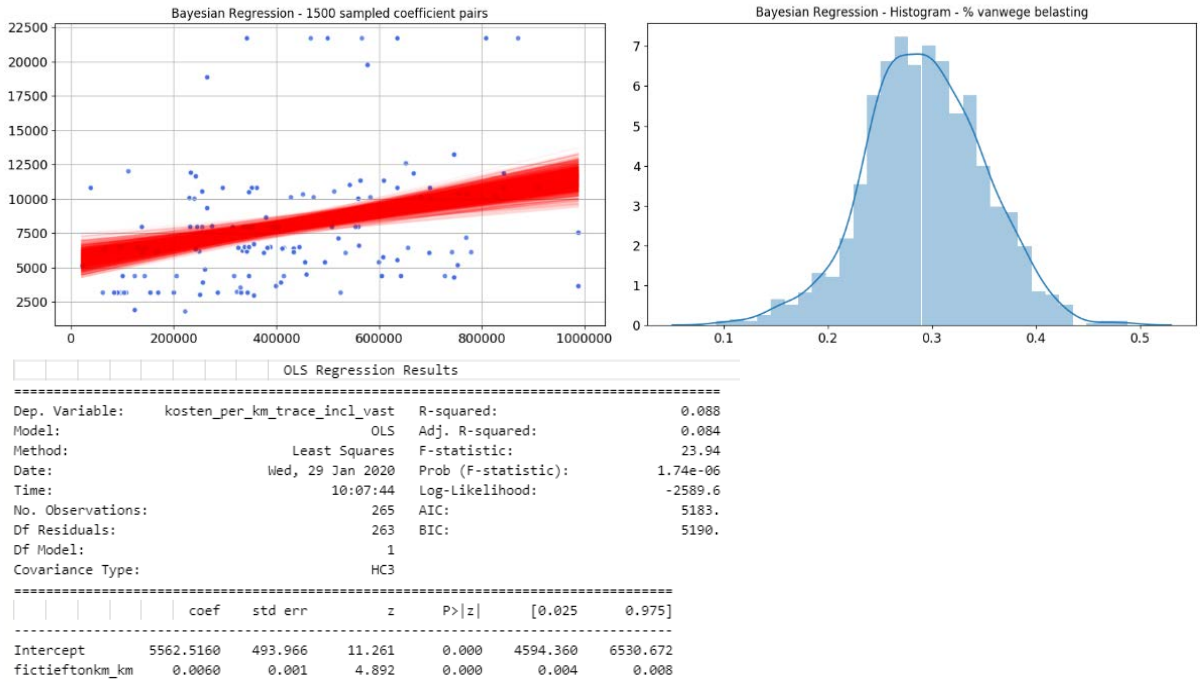 Bayesian Regression - 1500 sampled coefficient pairs
22500
20000
17500
15000
12500
10000
7500
5000
2500
0 200000 400000 600000 800000 1000000
Bayesian Regression - Histogram - % vanwege belasting
7
6
5
4
3
2
1
0
0.1 0.2 0.3 0.4 0.5
OLS Regression Results
Dep. Variable: kosten_per_km_trace_incl_vast R-squared: 0.088
Model: OLS Adj. R-squared: 0.084
Method: Least Squares F-statistic: 23.94
Date: Wed, 29 Jan 2020 Prob (F-statistic): 1.74e-06
Time: 10:07:44 Log-Likelihood: -2589.6
No. Observations: 265 AIC: 5183.
Df Residuals: 263 BIC: 5190.
Df Model: 1
Covariance Type: HC3
coef std err z P>|z| [0.025 0.975]
Intercept 5562.5160 493.966 11.261 0.000 4594.360 6530.672
fictieftonkm_km 0.0060 0.001 4.892 0.000 0.004 0.008